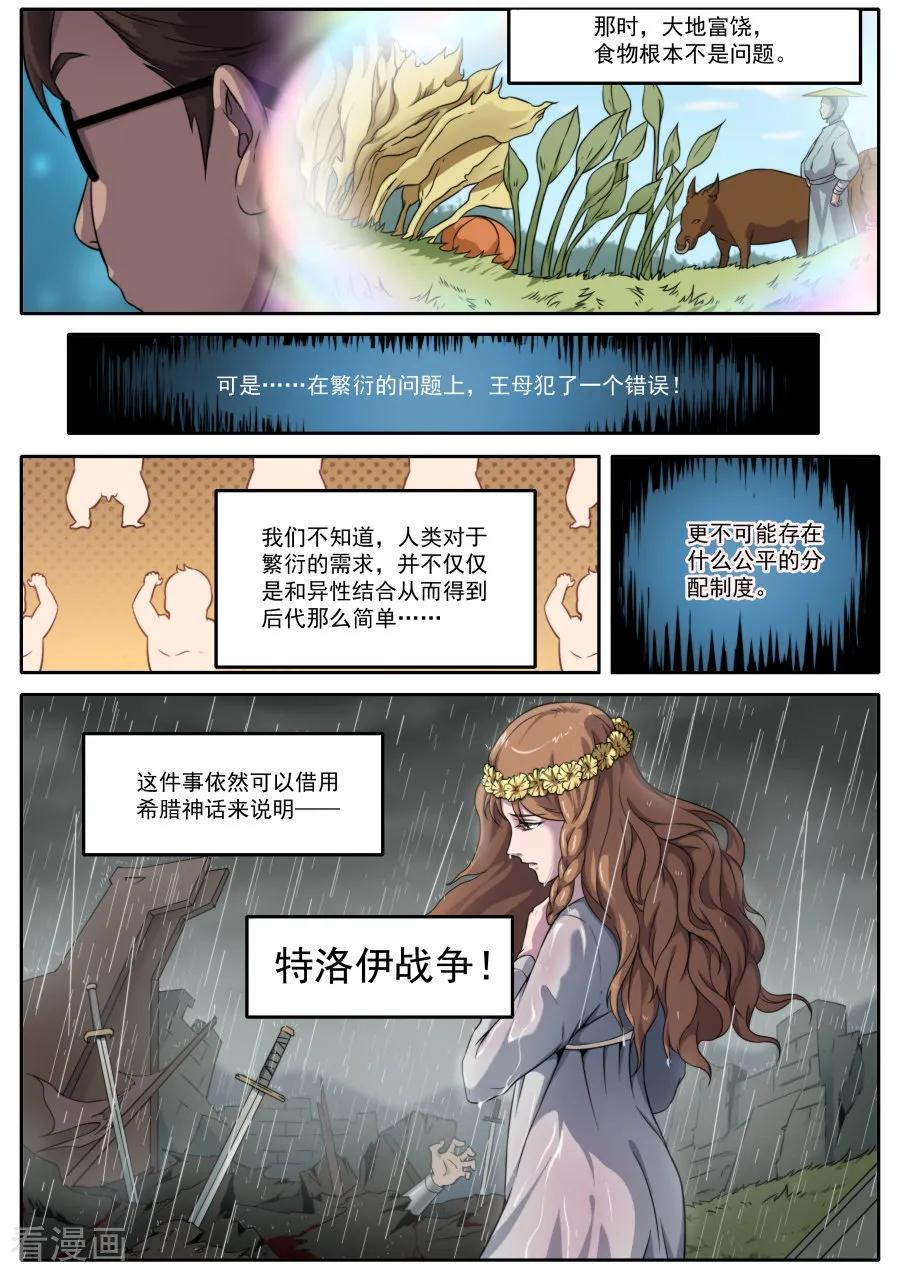 那时，大地富饶，
食物根本不是问题。
可是……在繁衍的问题上，王母犯了一个错误！
我们不知道，人类对于
繁衍的需求，并不仅仅
是和异性结合从而得到
后代那么简单……
更不可能存在
什么公平的分
配制度。
这件事依然可以借用
希腊神话来说明——
特洛伊战争！
看漫画